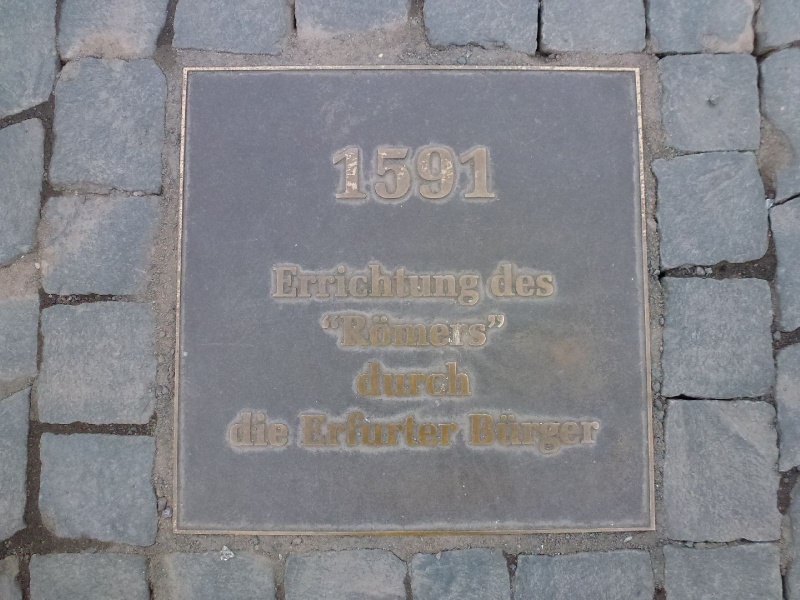 1591
Errichtung des
"Römers"
durch
die Erfurter Bürger